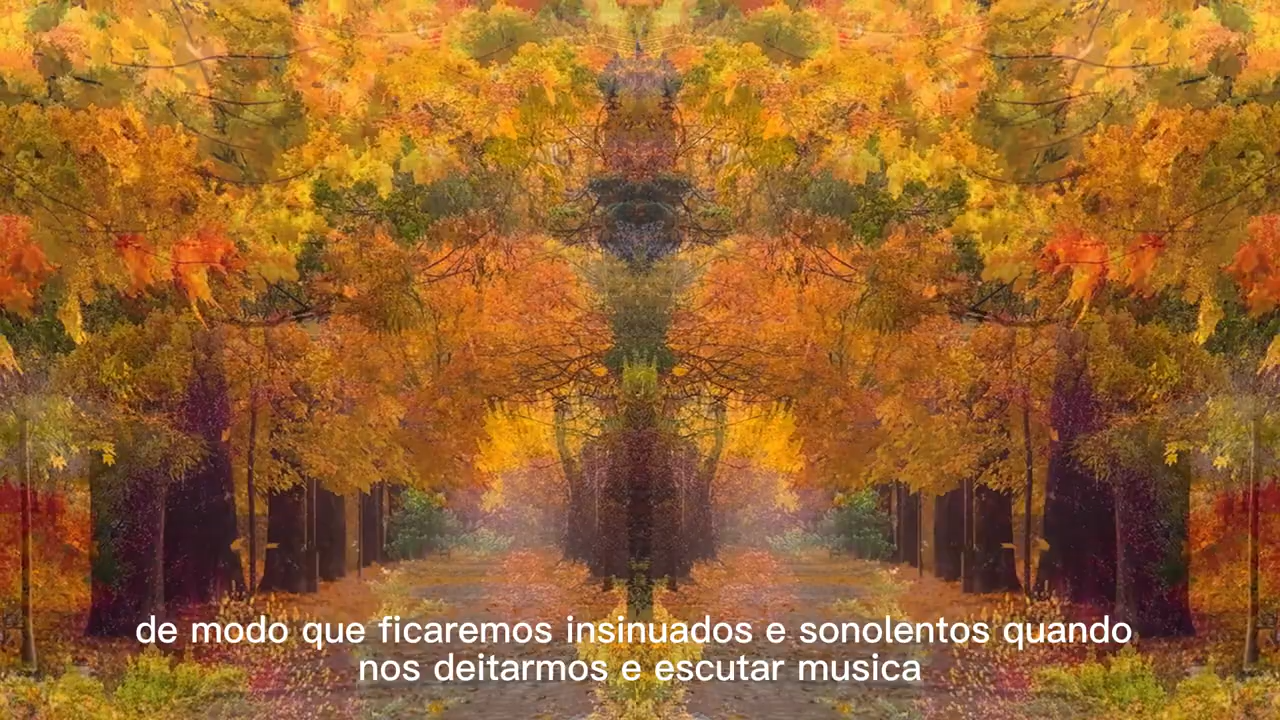 de modo que ficaremos insinuados e sonolentos quando
nos deitarmos e escutar musica